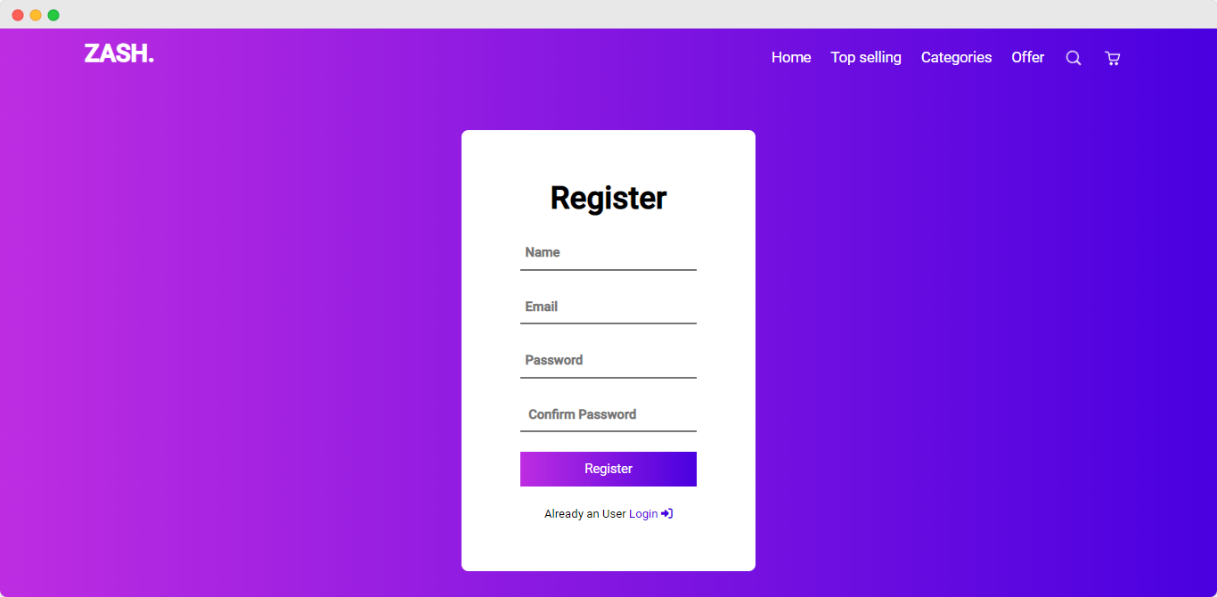 ZASH.
Home Top selling Categories Offer
Register
Name
Email
Password
Confirm Password
Register
Already an User Login